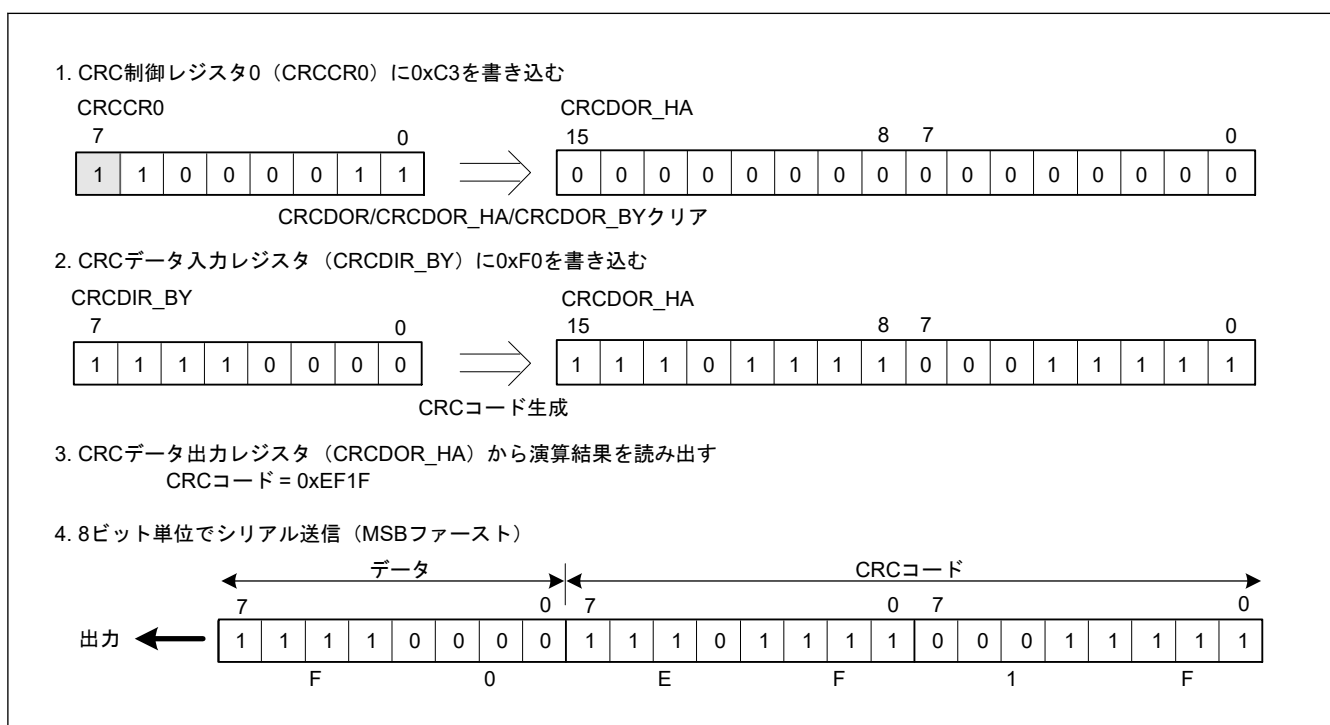 1. CRC制御レジスタ0（CRCCR0）に0xC3を書き込む
CRCCR0 CRCDOR_HA
7 0 15 8 7 0
1 1 0 0 0 0 1 1 0 0 0 0 0 0 0 0 0 0 0 0 0 0 0 0
CRCDOR/CRCDOR_HA/CRCDOR_BYクリア
2. CRCデータ入力レジスタ（CRCDIR_BY）に0xF0を書き込む
CRCDIR_BY CRCDOR_HA
7 0 15 8 7 0
1 1 1 1 0 0 0 0 1 1 1 0 1 1 1 1 0 0 0 1 1 1 1 1
CRCコード生成
3. CRCデータ出力レジスタ（CRCDOR_HA）から演算結果を読み出す
CRCコード = 0xEF1F
4. 8ビット単位でシリアル送信（MSBファースト）
データ CRCコード
7 0 7 0 7 0
出力 1 1 1 1 0 0 0 0 1 1 1 0 1 1 1 1 0 0 0 1 1 1 1 1
F 0 E F 1 F